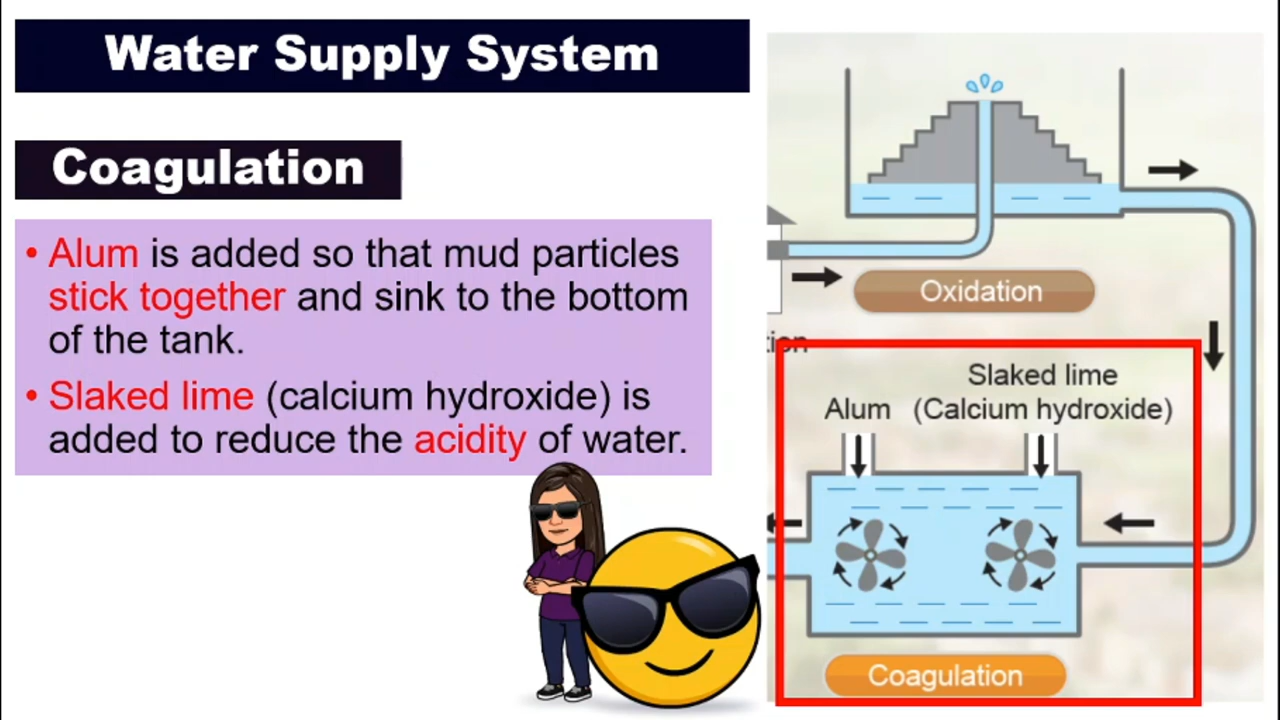 Water Supply System
Coagulation
• Alum is added so that mud particles
stick together and sink to the bottom
of the tank.
• Slaked lime (calcium hydroxide) is
added to reduce the acidity of water.
Oxidation
tion
Slaked lime
Alum (Calcium hydroxide)
Coagulation